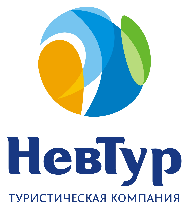 НевТур
ТУРИСТИЧЕСКАЯ КОМПАНИЯ